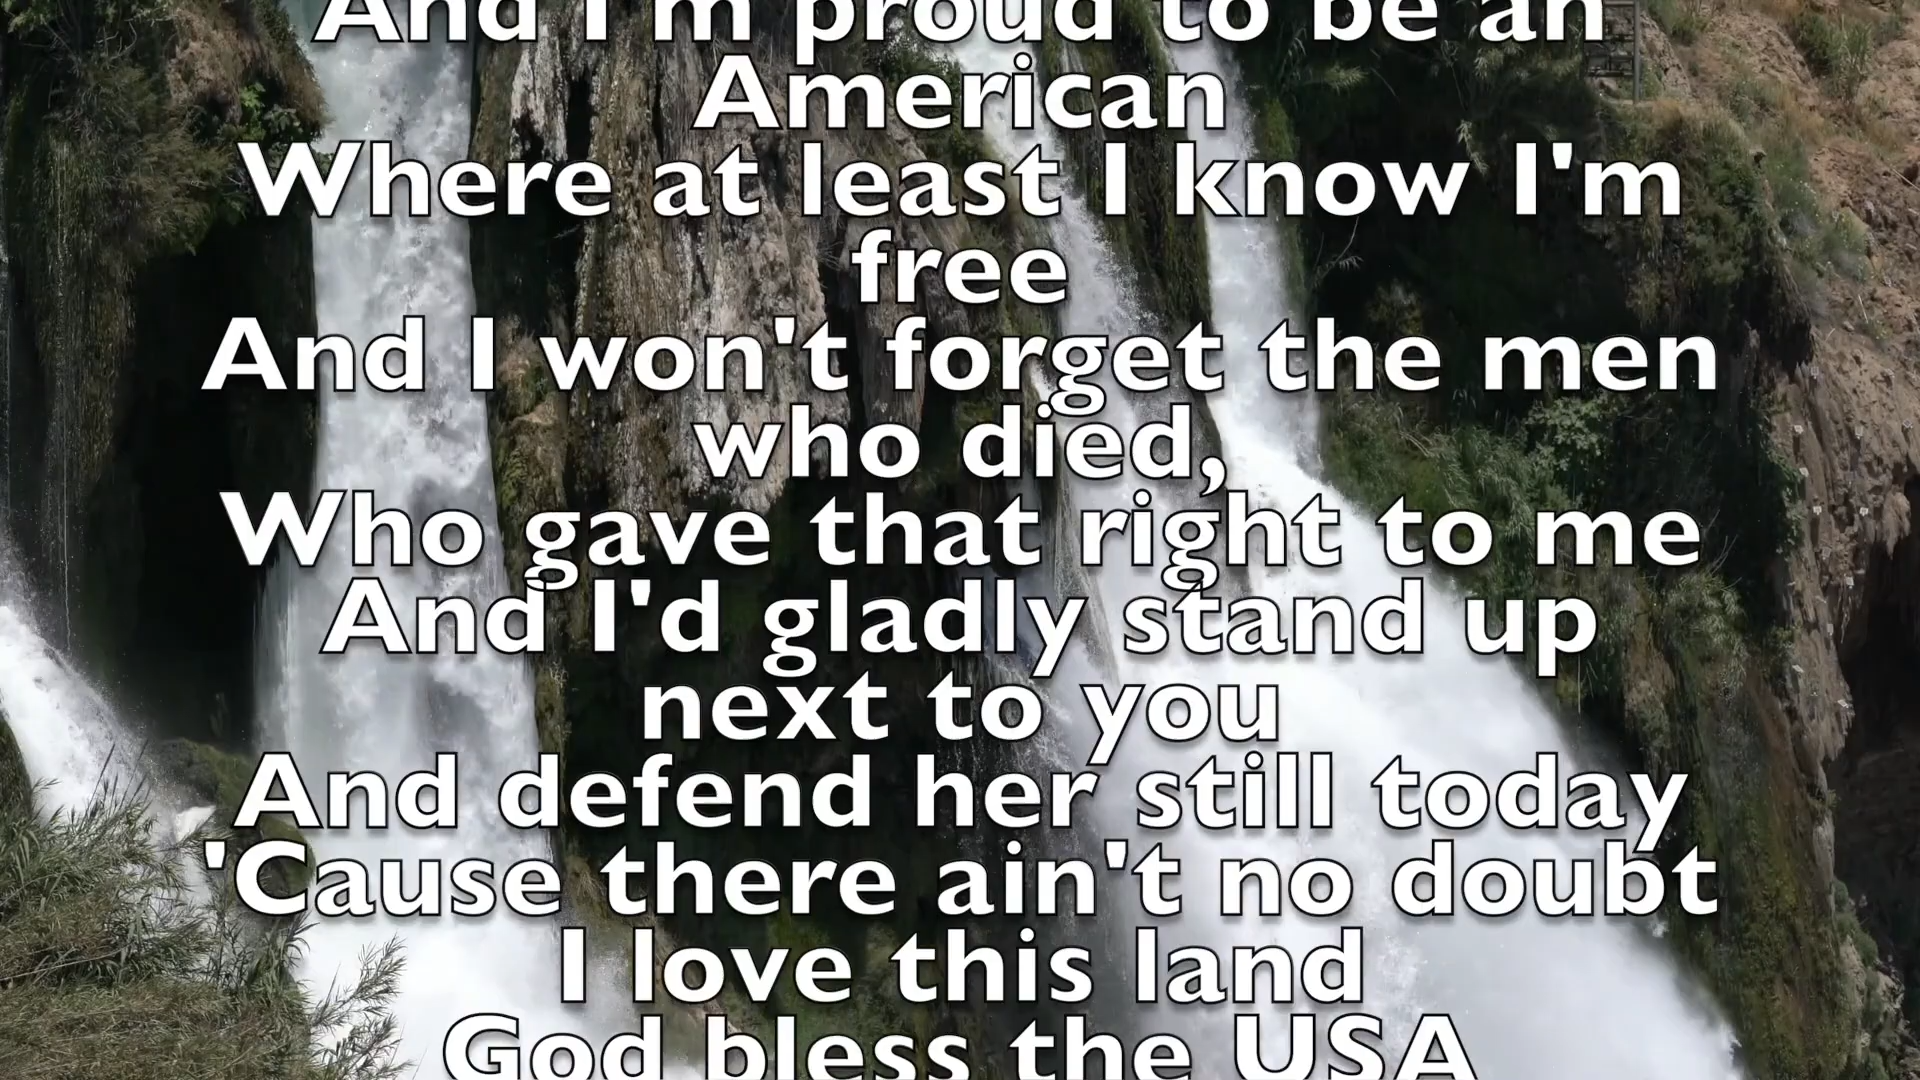 And I'm proud to be an
American
Where at least I know I'm
free
And I won't forget the men
who died,
Who gave that right to me
And I'd gladly stand up
next to you
And defend her still today
'Cause there ain't no doubt
I love this land
God bless the USA